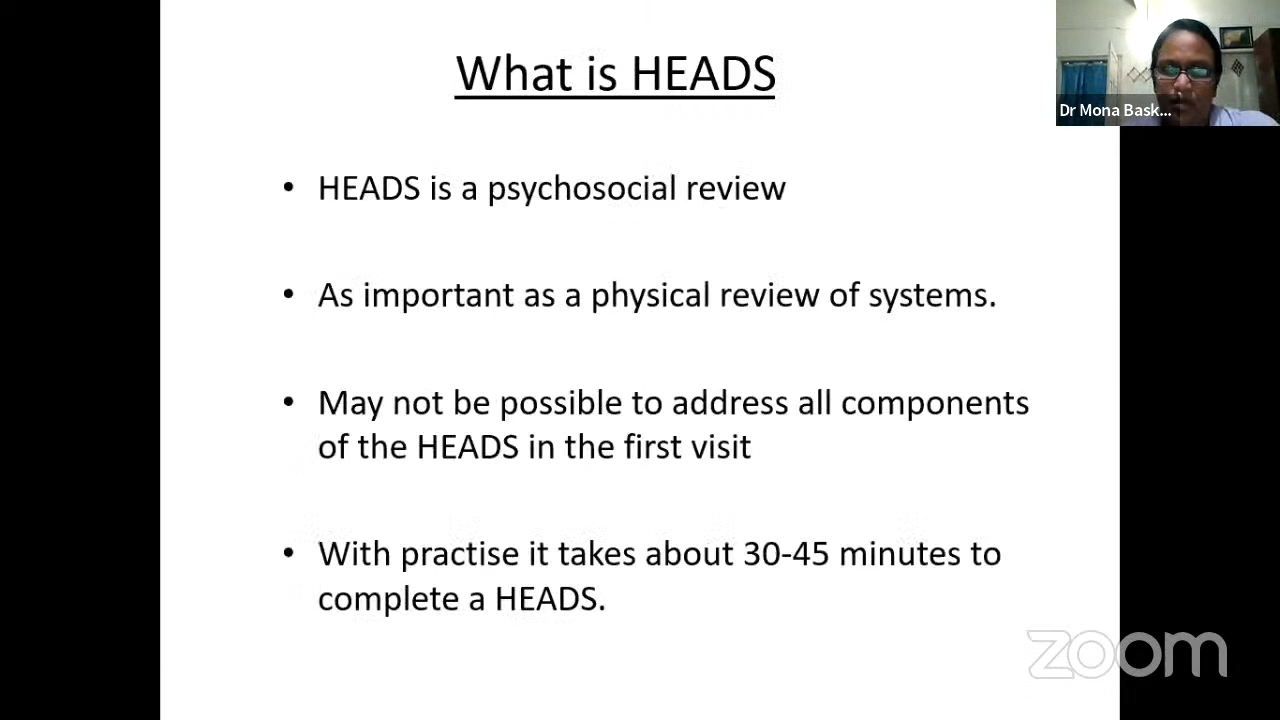 What is HEADS
Dr Mona Bask...
• HEADS is a psychosocial review
• As important as a physical review of systems.
• May not be possible to address all components
of the HEADS in the first visit
• With practise it takes about 30-45 minutes to
complete a HEADS.
zoom